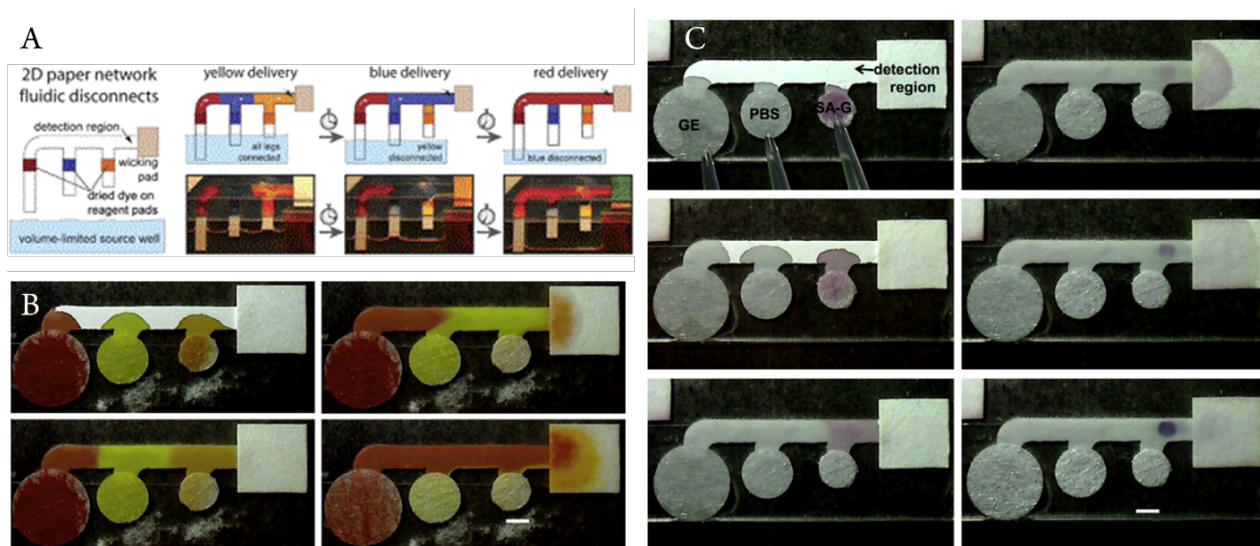 A
2D paper network
fluidic disconnects
detection region
wicking
pad
dried dye on
reagent pads
volume-limited source well
yellow delivery
blue delivery
red delivery
all legs
connected
yellow
disconnected
blue disconnected
B
C
detection
region
GE
PBS
SA-G